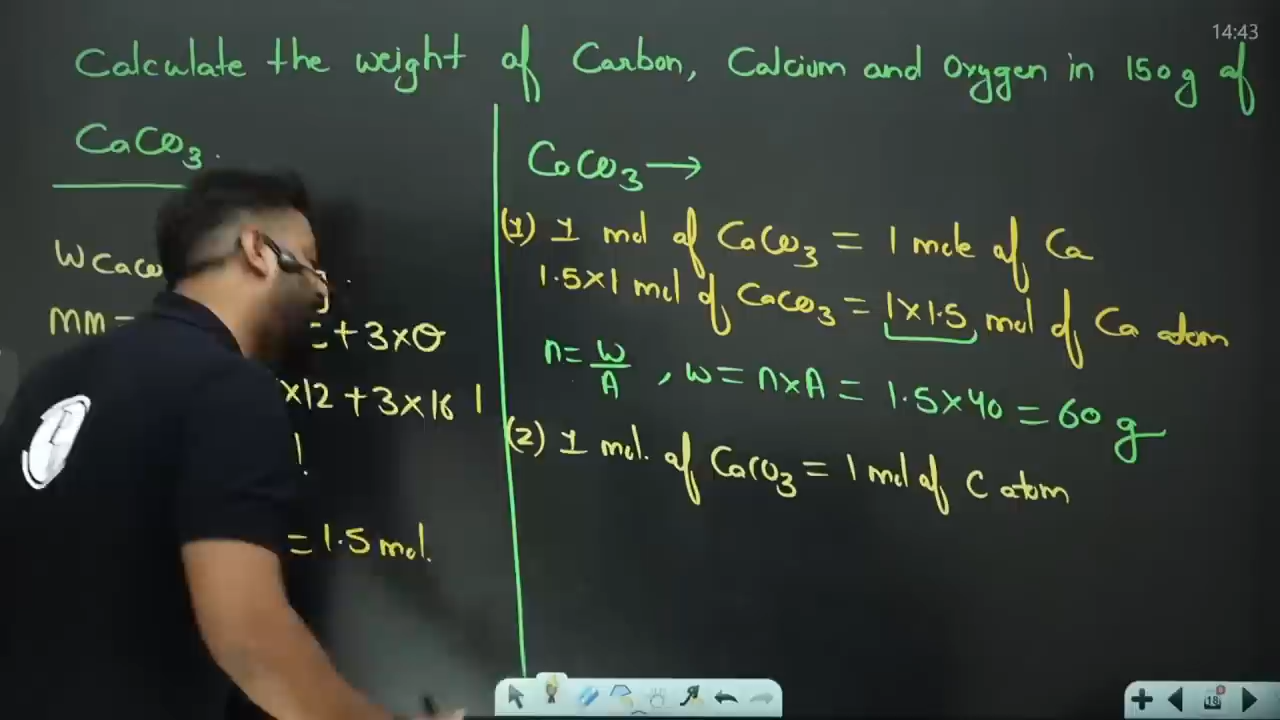 14:43
Calculate the weight of Carbon, Calcium and Oxygen in 150g of
CaCO3.
WCaCO
MM =
+ 3×O
×12 + 3×16
= 1.5 mol.
CaCO3 →
(1) 1 mol of CaCO3 = 1 mole of Ca
1.5×1 mol of CaCO3 = 1×1.5 mol of Ca atom
n = W/A , w = n×A = 1.5×40 = 60 g
(2) 1 mol. of CaCO3 = 1 mol of C atom
18